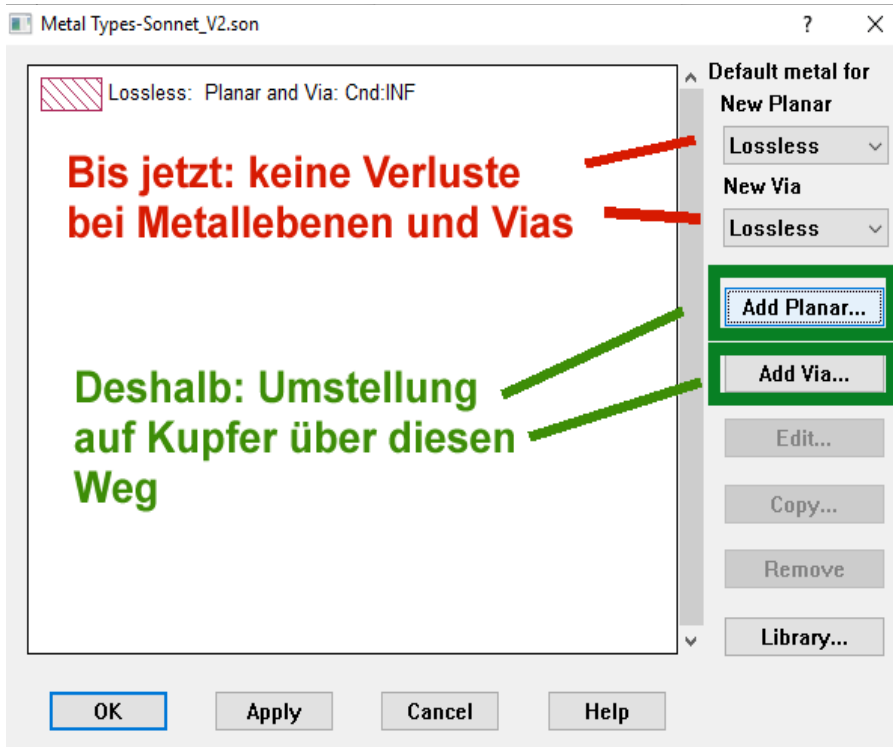 Metal Types-Sonnet_V2.son
Lossless: Planar and Via: Cnd:INF
Bis jetzt: keine Verluste
bei Metallebenen und Vias
Deshalb: Umstellung
auf Kupfer über diesen
Weg
Default metal for
New Planar
Lossless
New Via
Lossless
Add Planar...
Add Via...
Edit...
Copy...
Remove
Library...
OK
Apply
Cancel
Help